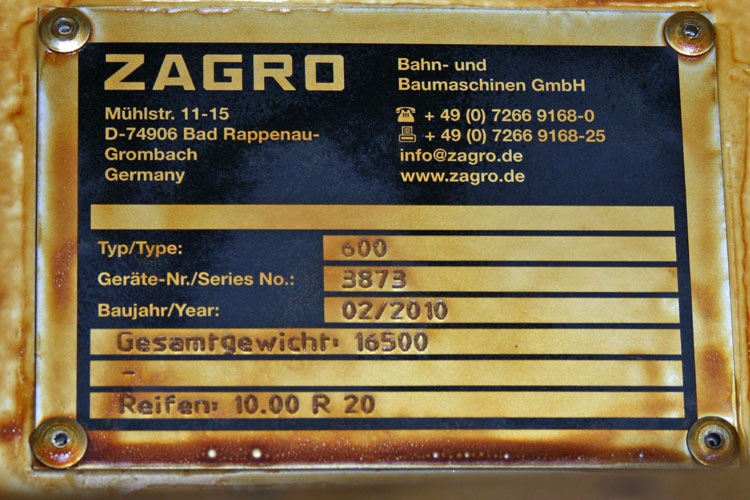 ZAGRO
Bahn- und
Baumaschinen GmbH
Mühlstr. 11-15
D-74906 Bad Rappenau-
Grombach
Germany
+ 49 (0) 7266 9168-0
+ 49 (0) 7266 9168-25
info@zagro.de
www.zagro.de
Typ/Type: 600
Geräte-Nr./Series No.: 3873
Baujahr/Year: 02/2010
Gesamtgewicht: 16500
-
Reifen: 10.00 R 20